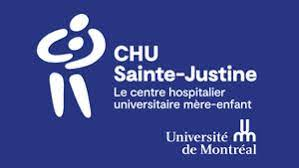 CHU
Sainte-Justine
Le centre hospitalier
universitaire mère-enfant
Université
de Montréal